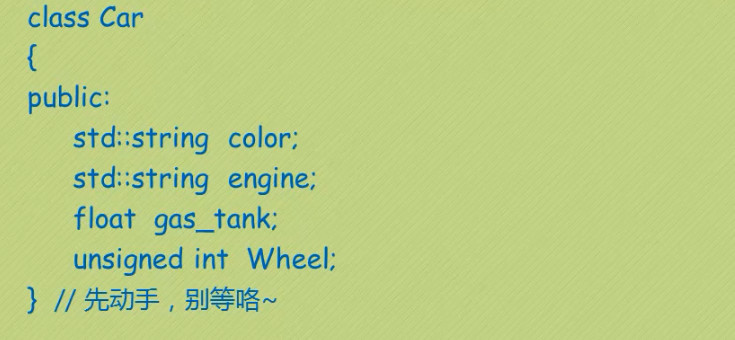 class Car
{
public:
std::string color;
std::string engine;
float gas_tank;
unsigned int Wheel;
} // 先动手，别等咯~